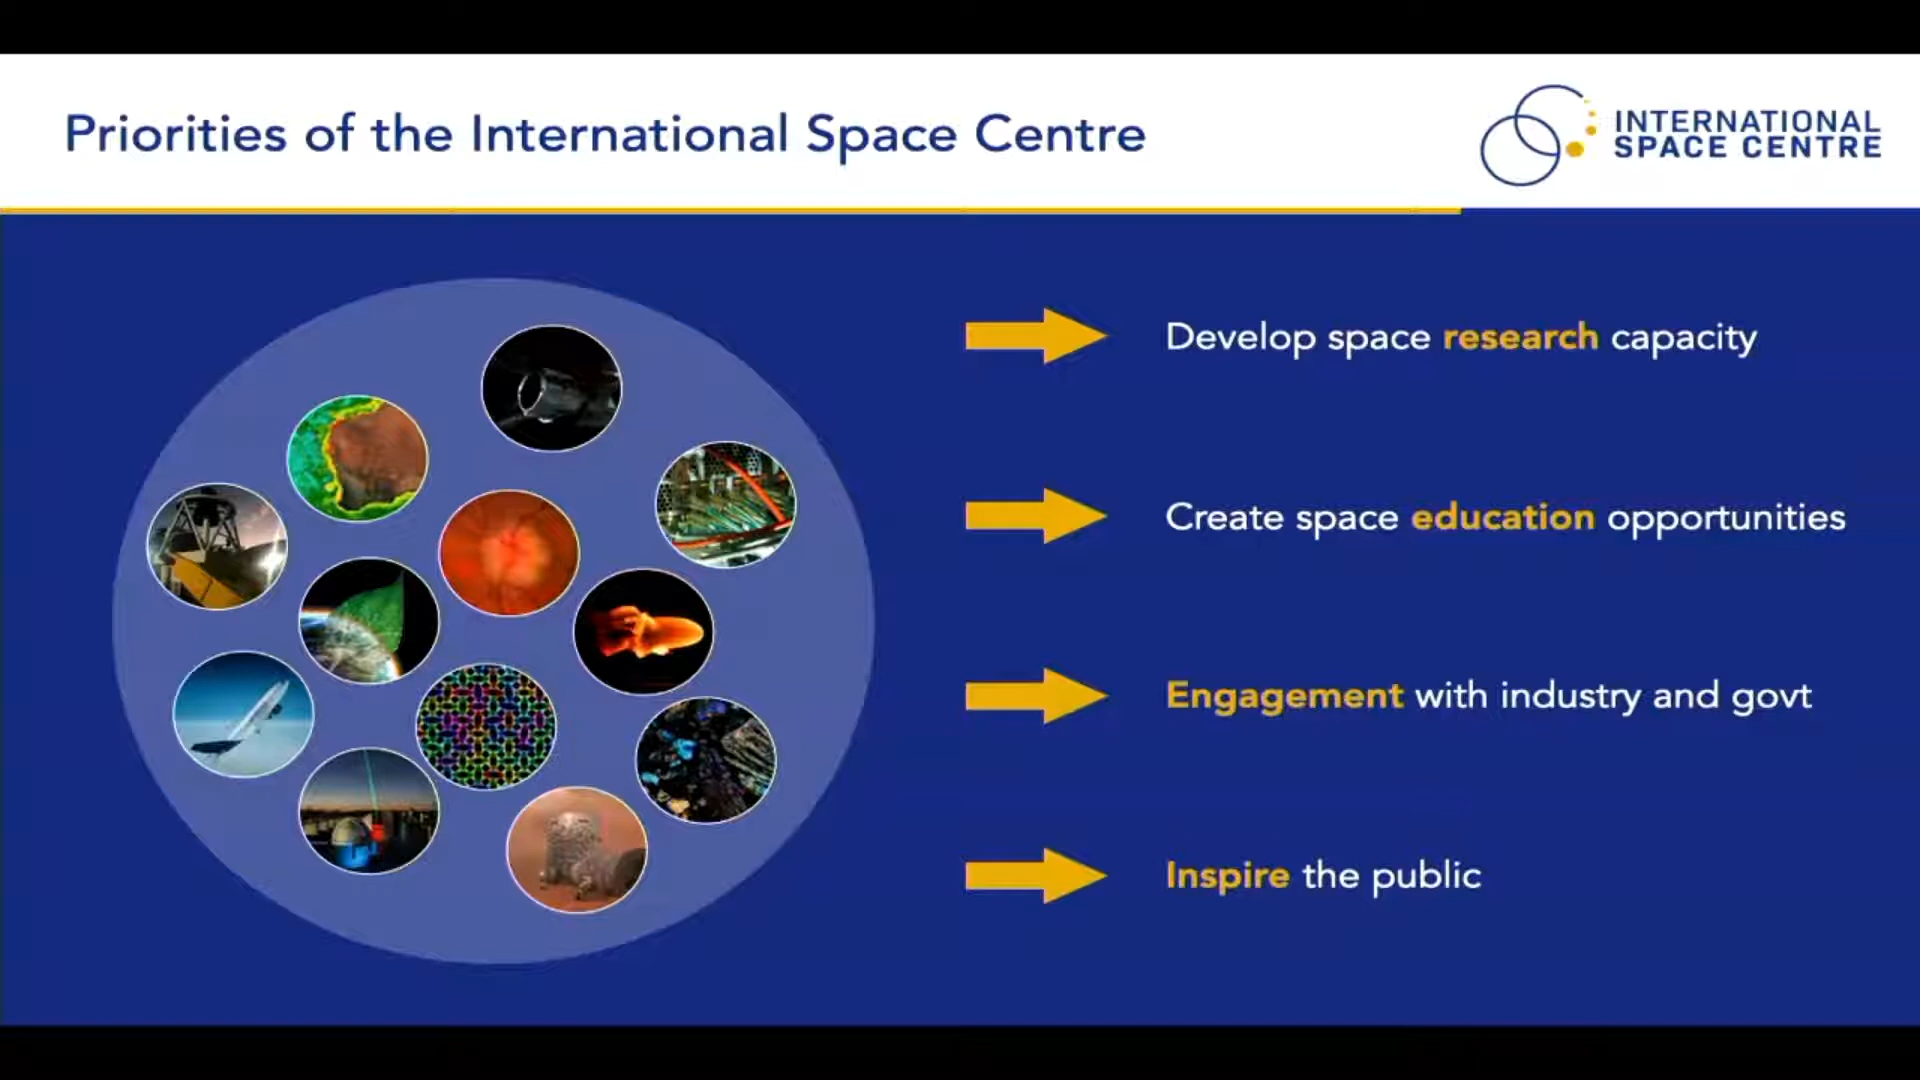 Priorities of the International Space Centre
INTERNATIONAL
SPACE CENTRE
Develop space research capacity
Create space education opportunities
Engagement with industry and govt
Inspire the public